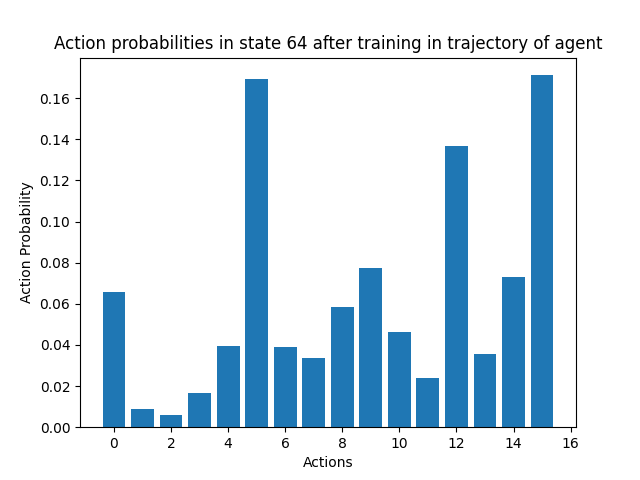 Action probabilities in state 64 after training in trajectory of agent
Action Probability
0.16
0.14
0.12
0.10
0.08
0.06
0.04
0.02
0.00
0 2 4 6 8 10 12 14 16
Actions